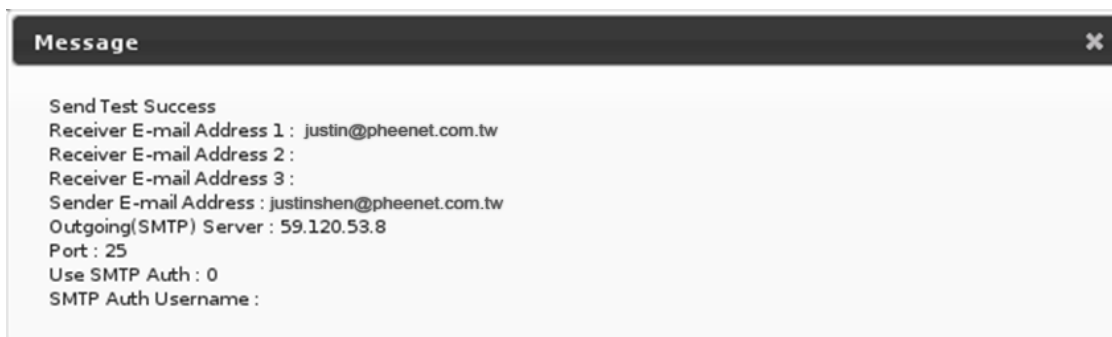 Message
Send Test Success
Receiver E-mail Address 1 : justin@pheenet.com.tw
Receiver E-mail Address 2 :
Receiver E-mail Address 3 :
Sender E-mail Address : justinshen@pheenet.com.tw
Outgoing(SMTP) Server : 59.120.53.8
Port : 25
Use SMTP Auth : 0
SMTP Auth Username :